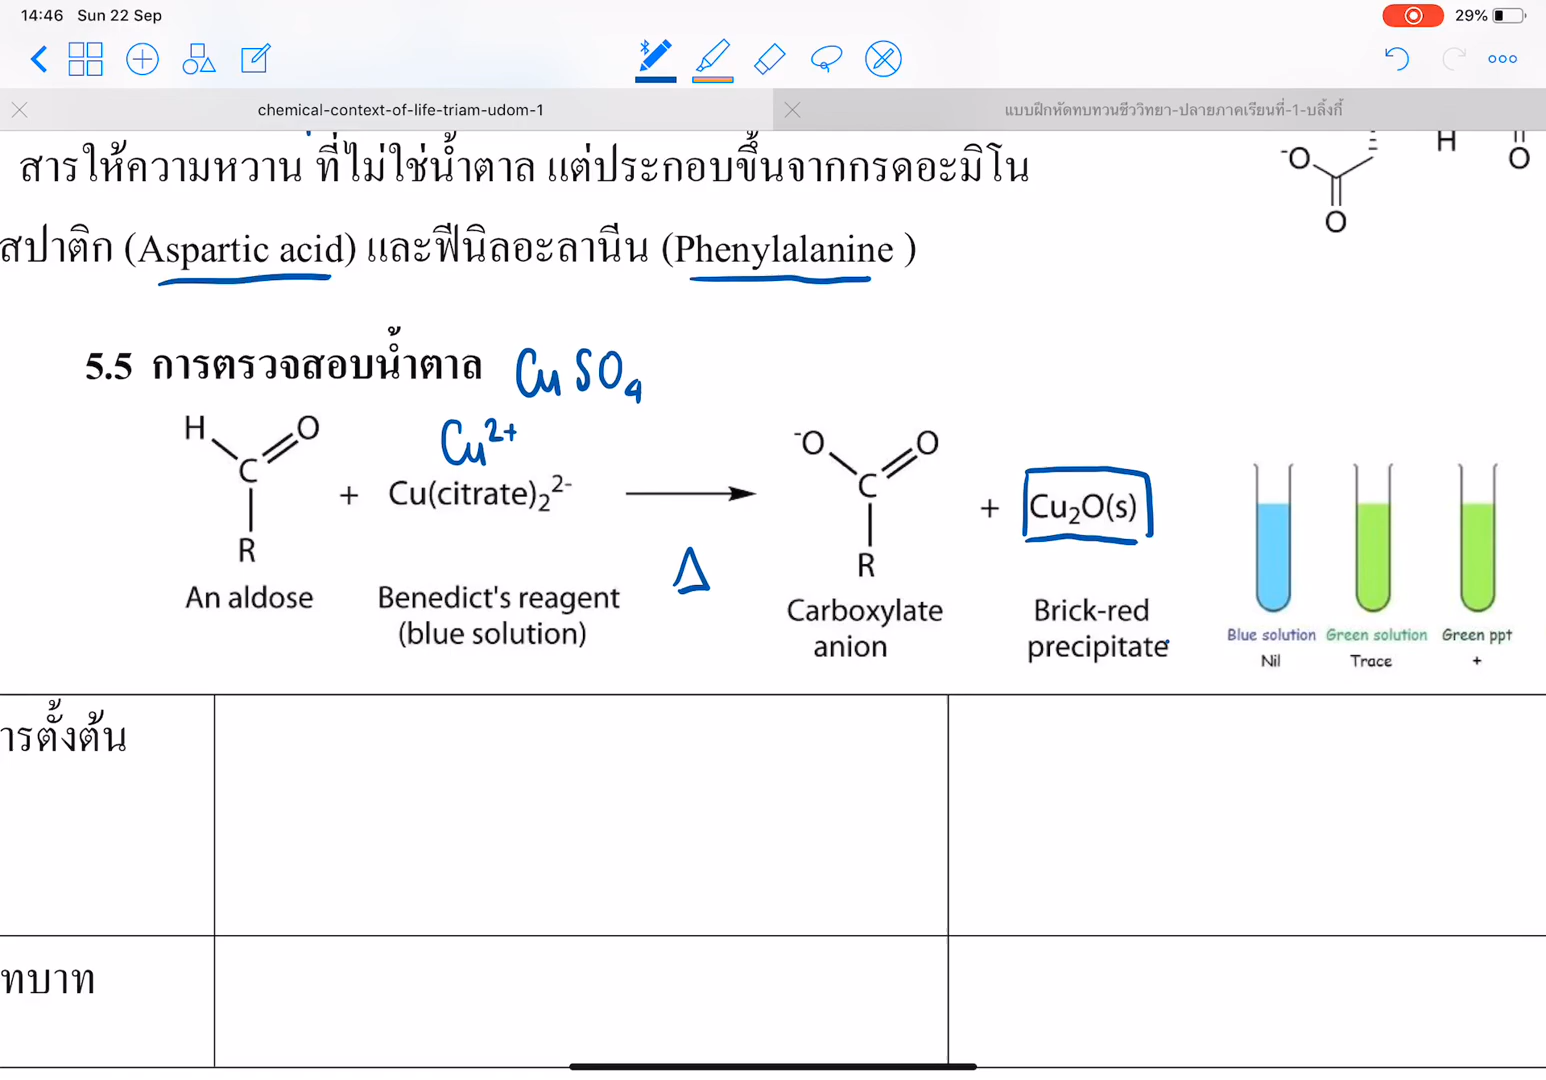 14:46 Sun 22 Sep
29%
chemical-context-of-life-triam-udom-1
แบบฝึกหัดทบทวนชีววิทยา-ปลายภาคเรียนที่-1-บลิ้งกี้
สารให้ความหวาน ที่ไม่ใช่น้ำตาล แต่ประกอบขึ้นจากกรดอะมิโน
สปาติก (Aspartic acid) และฟีนิลอะลานีน (Phenylalanine )
⁻O H O
O
5.5 การตรวจสอบน้ำตาล CuSO₄
H O
C
R
An aldose
+
Cu²⁺
Cu(citrate)₂²⁻
Benedict's reagent
(blue solution)
Δ
⁻O O
C
R
Carboxylate
anion
+
Cu₂O(s)
Brick-red
precipitate
Blue solution Green solution Green ppt
Nil Trace +
ารตั้งต้น
ทบาท